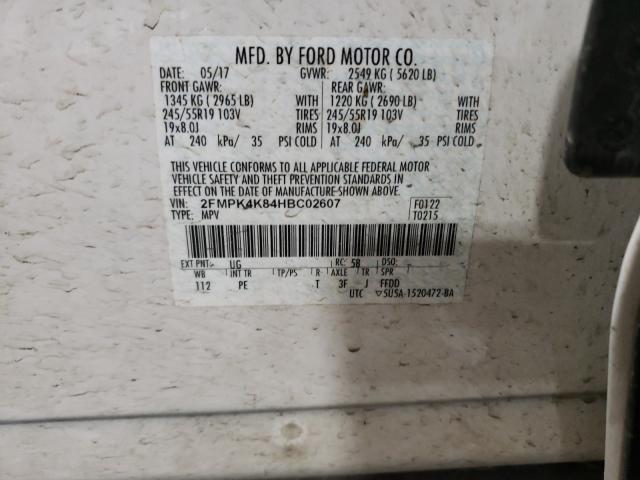 MFD. BY FORD MOTOR CO.
DATE: 05/17 GVWR: 2549 KG ( 5620 LB)
FRONT GAWR: REAR GAWR:
1345 KG ( 2965 LB) WITH 1220 KG ( 2690 LB) WITH
245/55R19 103V TIRES 245/55R19 103V TIRES
19x8.0J RIMS 19x8.0J RIMS
AT 240 kPa/ 35 PSI COLD AT 240 kPa/ 35 PSI COLD
THIS VEHICLE CONFORMS TO ALL APPLICABLE FEDERAL MOTOR
VEHICLE SAFETY AND THEFT PREVENTION STANDARDS IN
EFFECT ON THE DATE OF MANUFACTURE SHOWN ABOVE.
VIN: 2FMPK4K84HBC02607 F0122
TYPE: MPV T0215
EXT PNT: UG RC: 58 DSO:
WB INT TR TP/PS R AXLE TR SPR
112 PE T 3F J FFDD
UTC ▽5U5A-1520472-BA